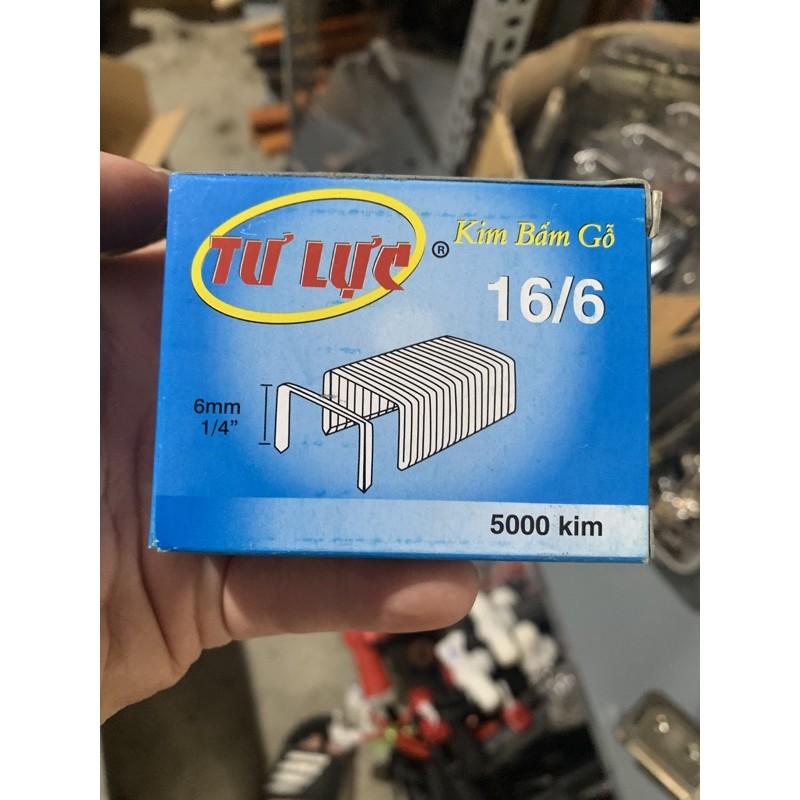 TƯ LỰC ®
Kim Bấm Gỗ
16/6
6mm
1/4”
5000 kim